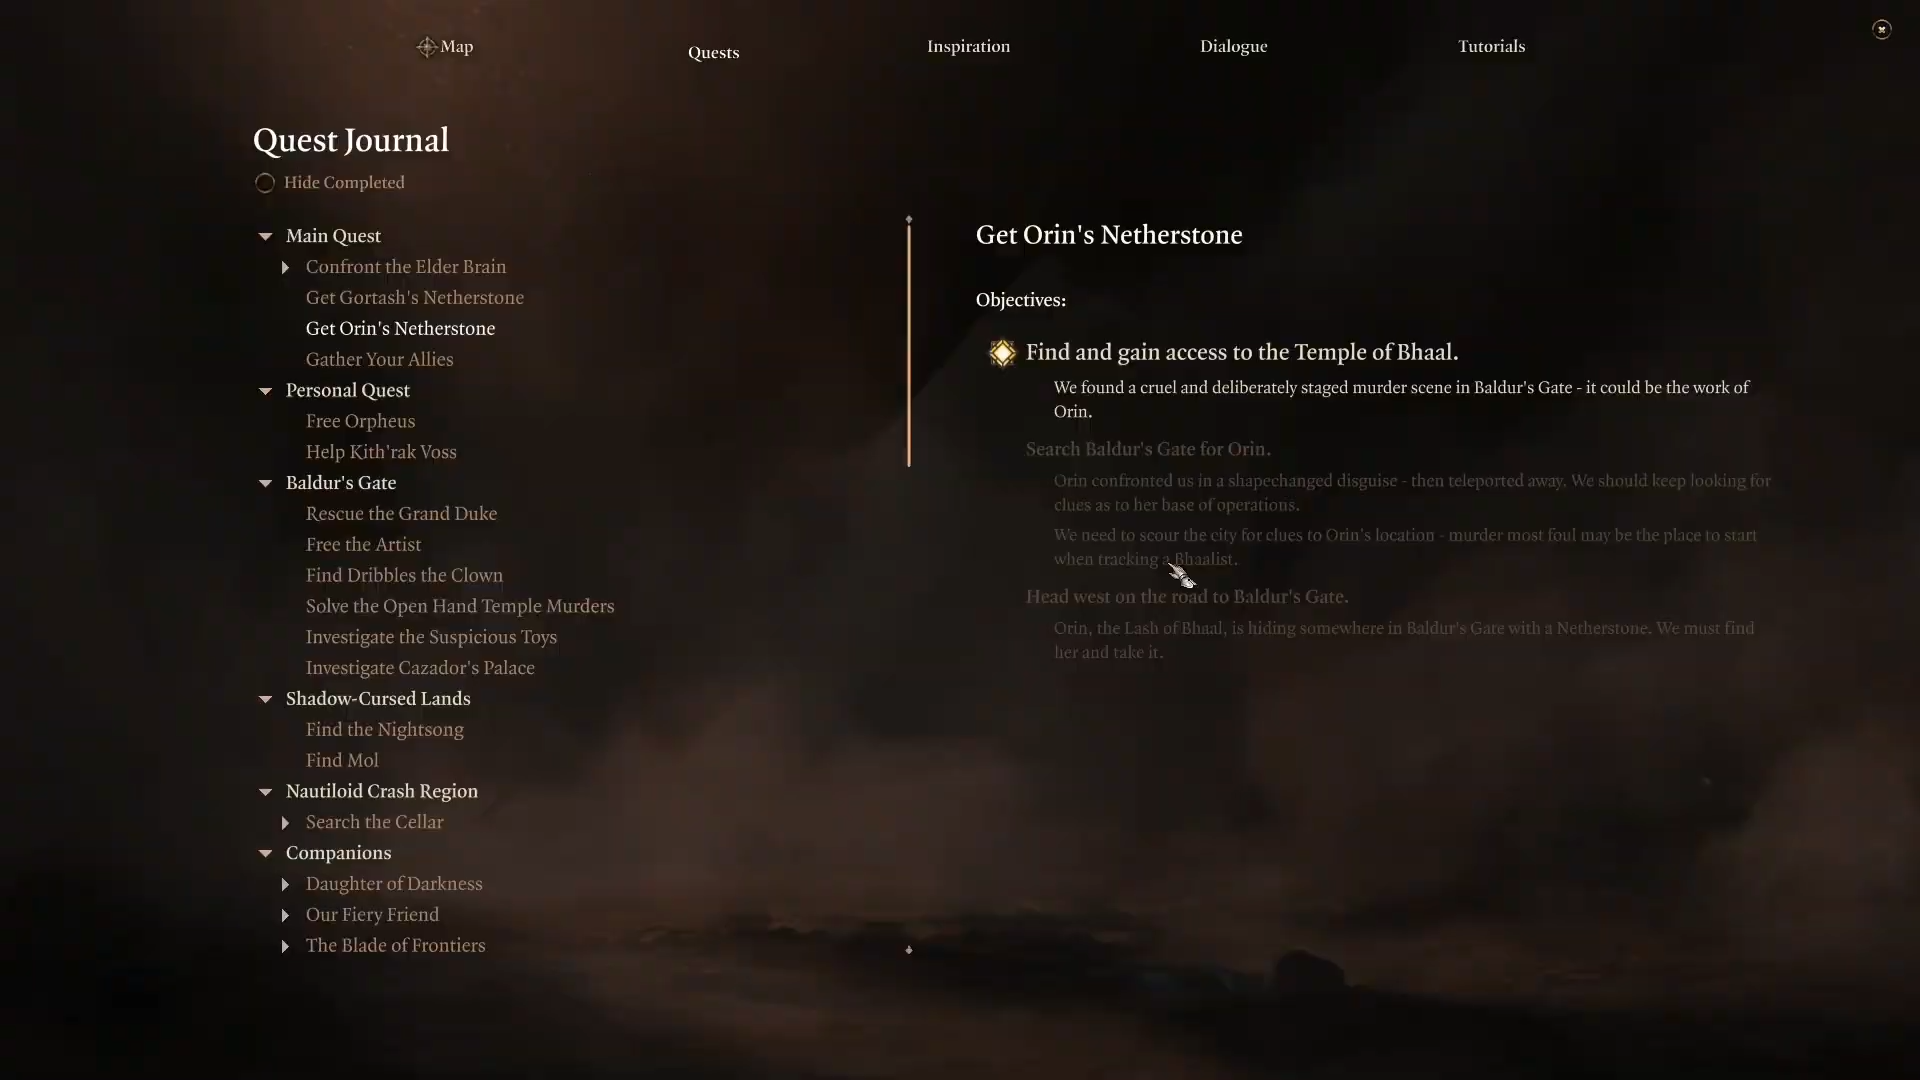 Map
Quests
Inspiration
Dialogue
Tutorials
Quest Journal
Hide Completed
Main Quest
Confront the Elder Brain
Get Gortash's Netherstone
Get Orin's Netherstone
Gather Your Allies
Personal Quest
Free Orpheus
Help Kith'rak Voss
Baldur's Gate
Rescue the Grand Duke
Free the Artist
Find Dribbles the Clown
Solve the Open Hand Temple Murders
Investigate the Suspicious Toys
Investigate Cazador's Palace
Shadow-Cursed Lands
Find the Nightsong
Find Mol
Nautiloid Crash Region
Search the Cellar
Companions
Daughter of Darkness
Our Fiery Friend
The Blade of Frontiers
Get Orin's Netherstone
Objectives:
Find and gain access to the Temple of Bhaal.
We found a cruel and deliberately staged murder scene in Baldur's Gate - it could be the work of
Orin.
Search Baldur's Gate for Orin.
Orin confronted us in a shapechanged disguise - then teleported away. We should keep looking for
clues as to her base of operations.
We need to scour the city for clues to Orin's location - murder most foul may be the place to start
when tracking a Bhaalist.
Head west on the road to Baldur's Gate.
Orin, the Lash of Bhaal, is hiding somewhere in Baldur's Gate with a Netherstone. We must find
her and take it.